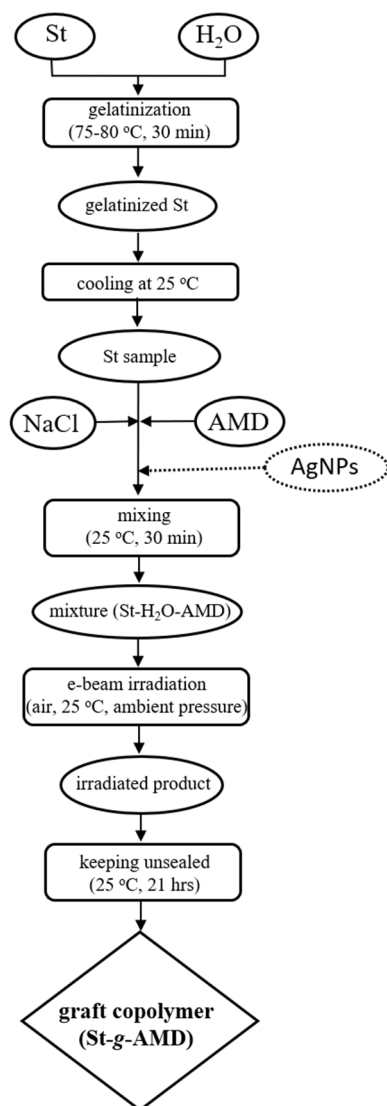 St
H₂O
gelatinization
(75-80 °C, 30 min)
gelatinized St
cooling at 25 °C
St sample
NaCl
AMD
AgNPs
mixing
(25 °C, 30 min)
mixture (St-H₂O-AMD)
e-beam irradiation
(air, 25 °C, ambient pressure)
irradiated product
keeping unsealed
(25 °C, 21 hrs)
graft copolymer
(St-g-AMD)